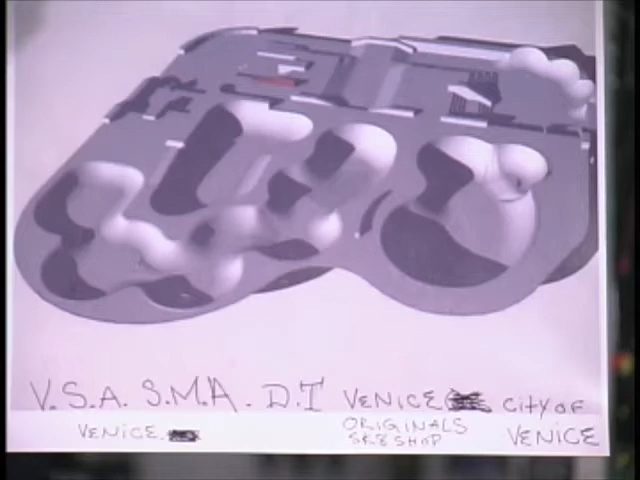 V.S.A. S.M.A. D.T VENICE CITY OF
VENICE. ORIGINALS VENICE
SK8 SHOP